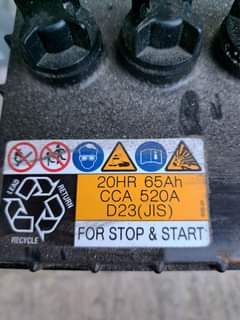 20HR 65Ah
CCA 520A
D23(JIS)
LEAD
RETURN
RECYCLE
FOR STOP & START